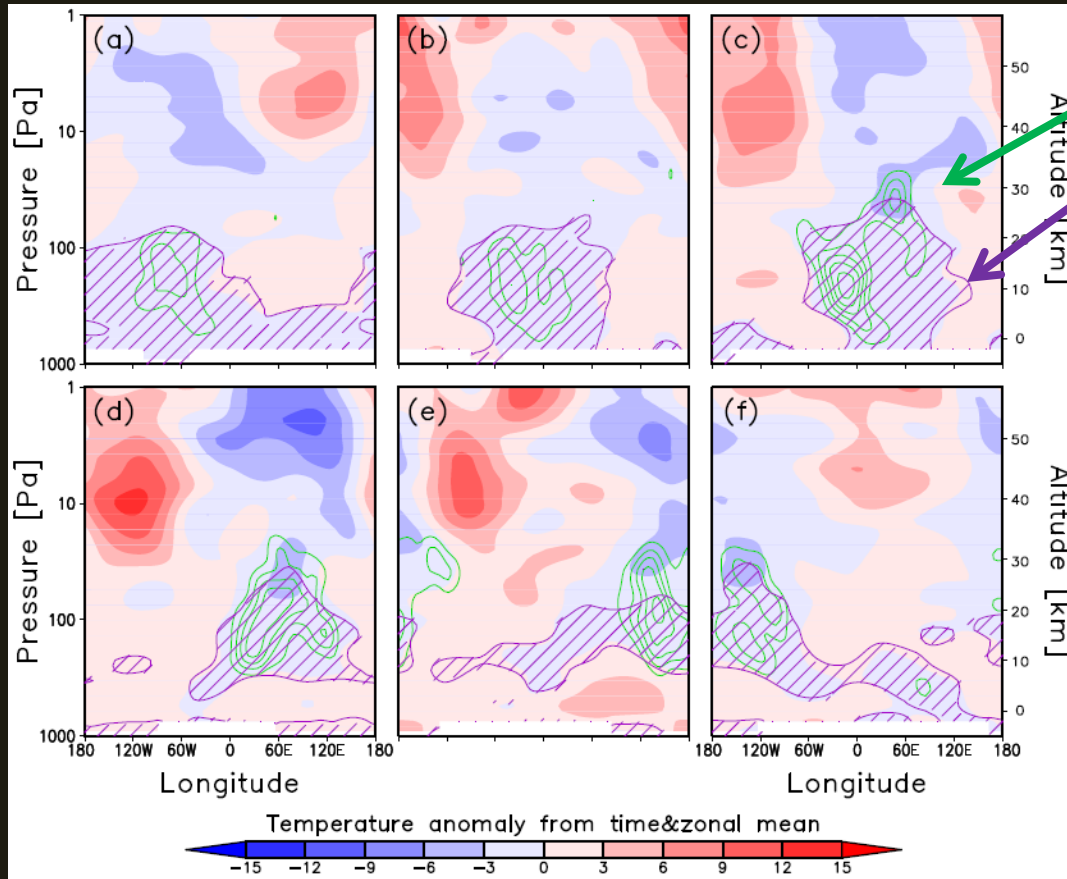 (a) (b) (c)
1
10
100
1000
Pressure [Pa]
50
40
30
20
10
0
Altitude [km]
(d) (e) (f)
1
10
100
1000
Pressure [Pa]
50
40
30
20
10
0
Altitude [km]
180 120W 60W 0 60E 120E 180
180 120W 60W 0 60E 120E 180
Longitude Longitude
Temperature anomaly from time&zonal mean
−15 −12 −9 −6 −3 0 3 6 9 12 15